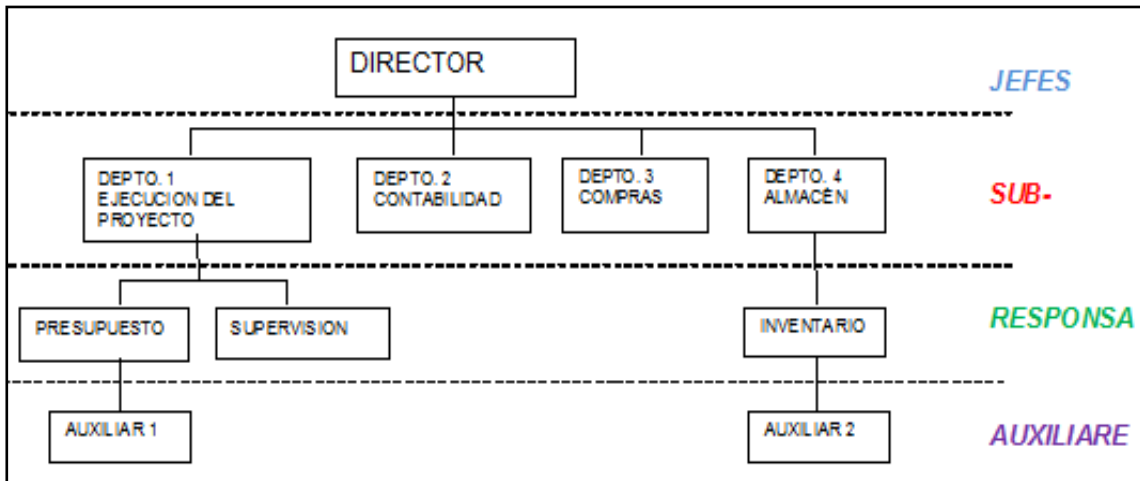 DIRECTOR
JEFES
DEPTO. 1
EJECUCION DEL
PROYECTO
DEPTO. 2
CONTABILIDAD
DEPTO. 3
COMPRAS
DEPTO. 4
ALMACÉN
SUB-
PRESUPUESTO
SUPERVISION
INVENTARIO
RESPONSA
AUXILIAR 1
AUXILIAR 2
AUXILIARE